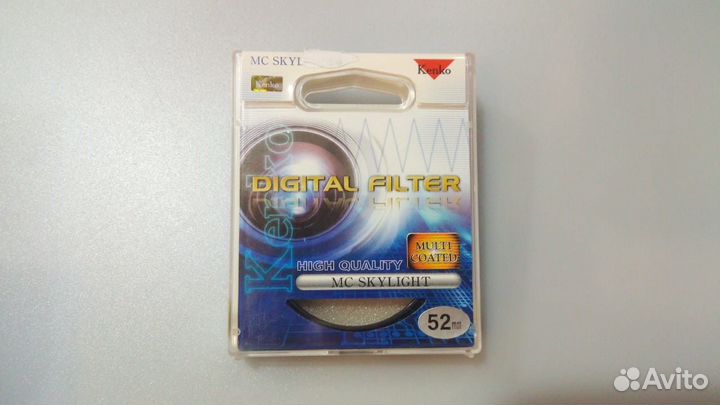 MC SKYL
Kenko
Kenko
Kenko
DIGITAL FILTER
MULTI
COATED
HIGH QUALITY
MC SKYLIGHT
52mm
Avito